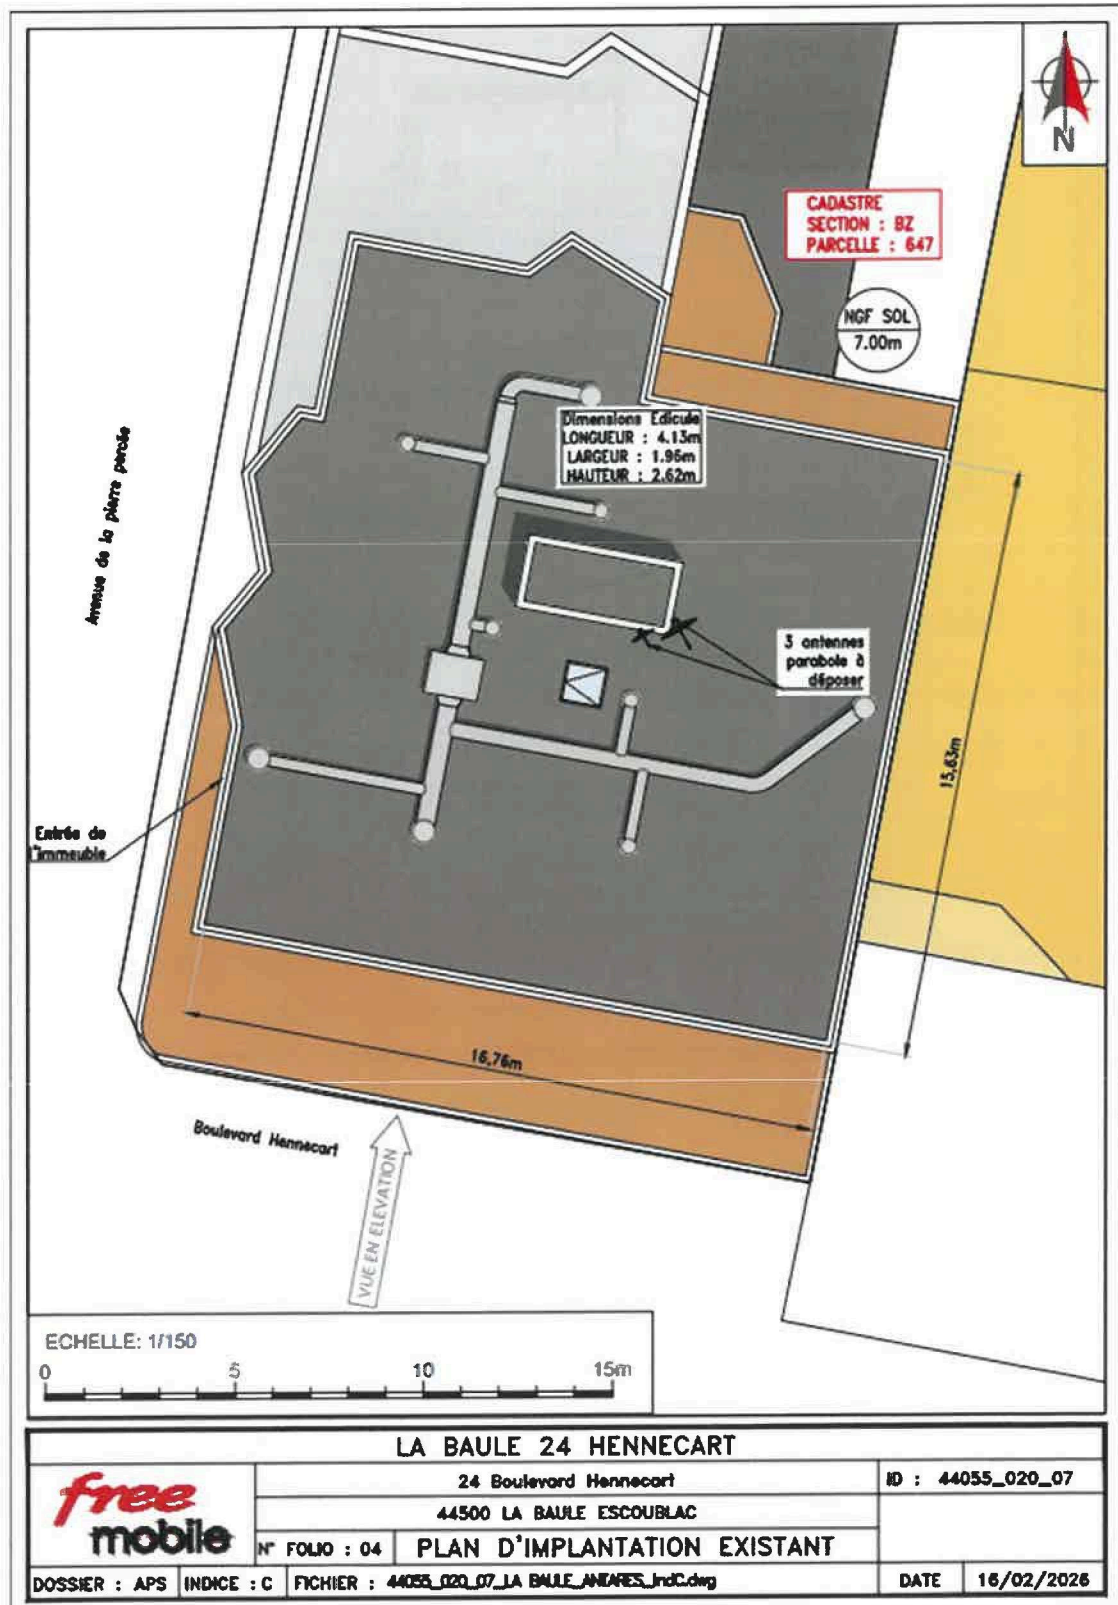 N
CADASTRE
SECTION : BZ
PARCELLE : 647
NGF SOL
7.00m
Dimensions Edicule
LONGUEUR : 4.13m
LARGEUR : 1.96m
HAUTEUR : 2.62m
Avenue de la pierre percée
3 antennes
parabole à
déposer
15,63m
Entrée de
l'immeuble
16,76m
Boulevard Hennecart
VUE EN ELEVATION
ECHELLE: 1/150
0 5 10 15m
LA BAULE 24 HENNECART
free
mobile
24 Boulevard Hennecart
ID : 44055_020_07
44500 LA BAULE ESCOUBLAC
N° FOLIO : 04
PLAN D'IMPLANTATION EXISTANT
DOSSIER : APS
INDICE : C
FICHIER : 44055_020_07_LA BAULE_ANTARES_IndC.dwg
DATE
16/02/2026